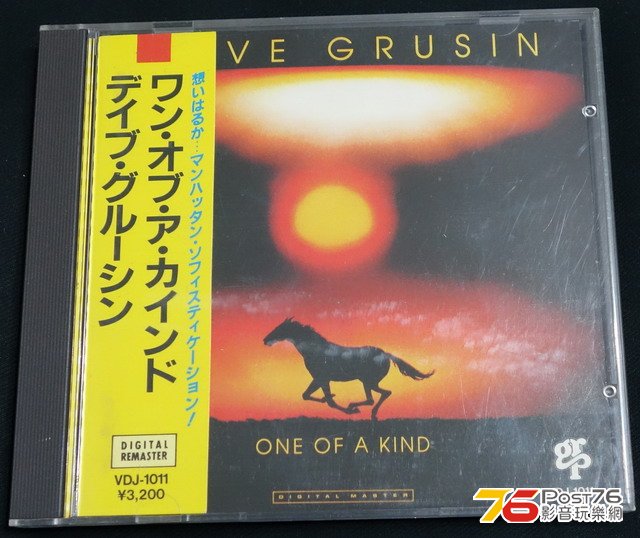 VE GRUSIN
想いはるか…マンハッタン・ソフィスティケーション!
ワン・オブ・ア・カインド
デイブ・グルーシン
DIGITAL
REMASTER
VDJ-1011
¥3,200
ONE OF A KIND
DIGITAL MASTER
grp
76 Post76
影音玩樂網